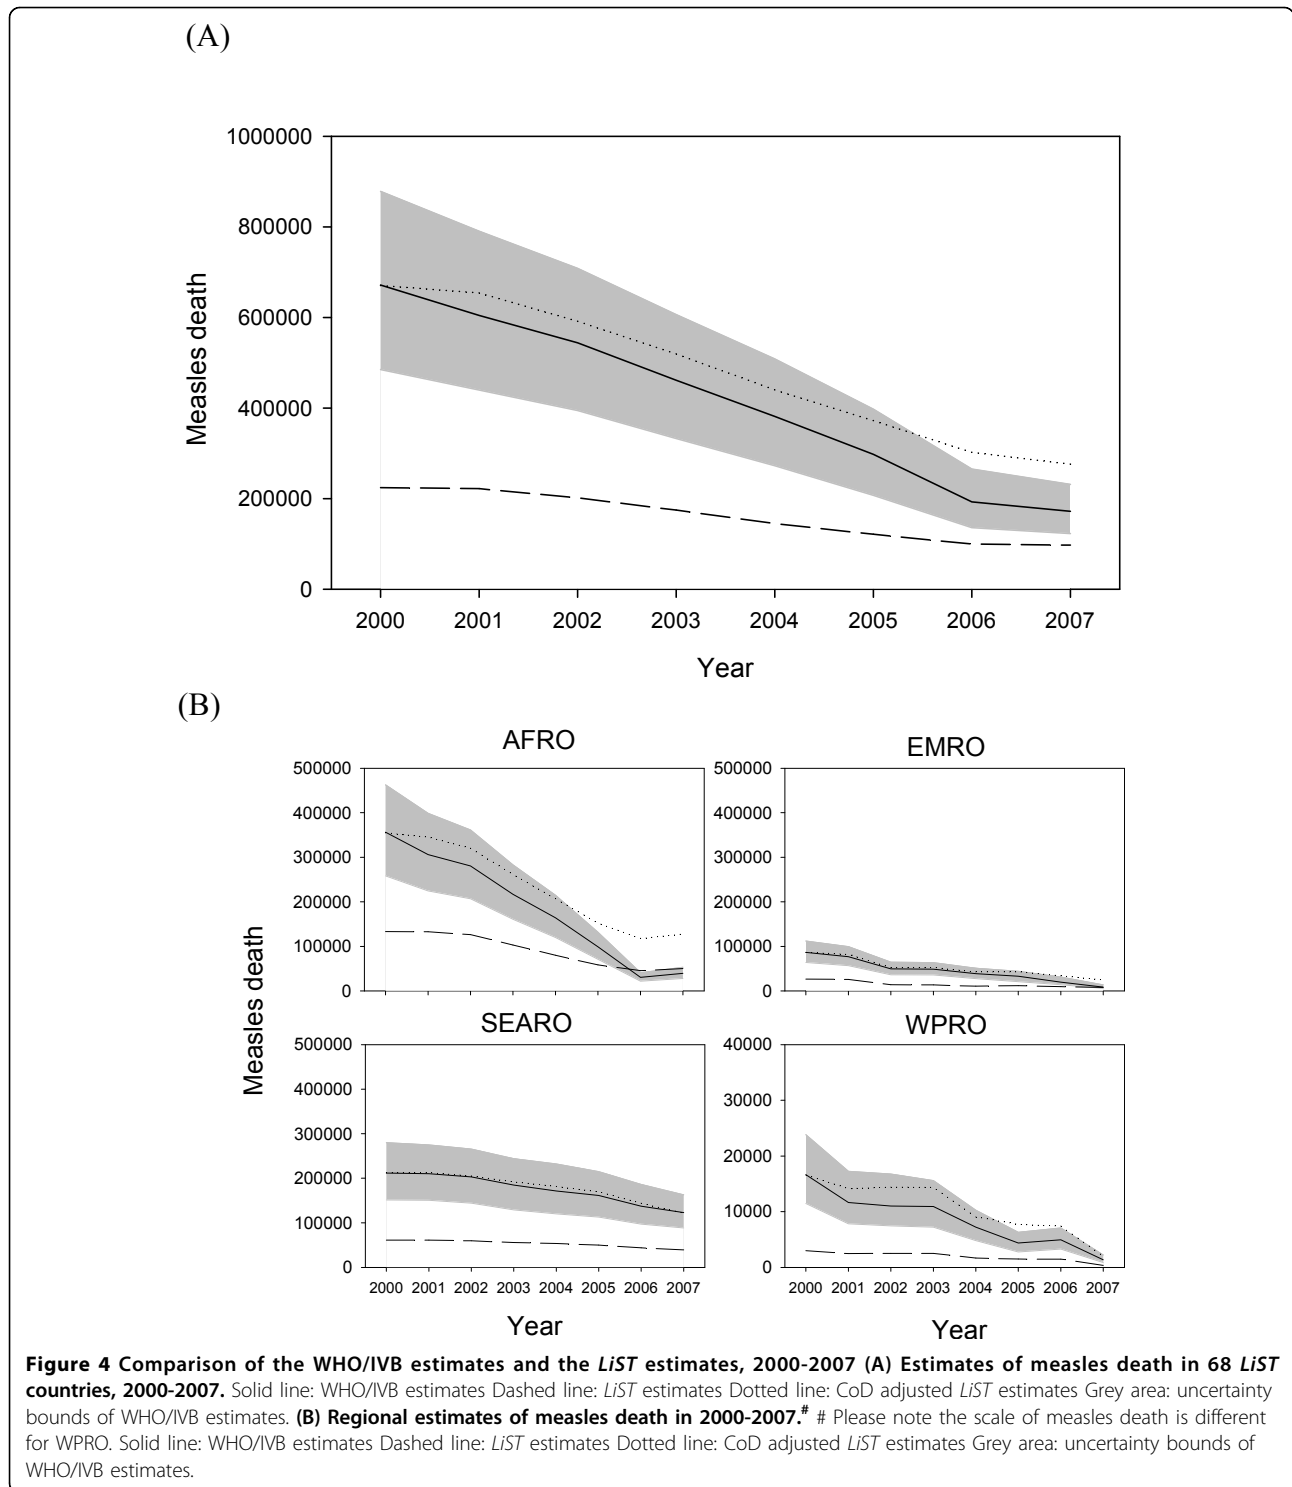 (A)
1000000
800000
600000
400000
200000
0
Measles death
2000 2001 2002 2003 2004 2005 2006 2007
Year
(B)
AFRO
EMRO
500000
400000
300000
200000
100000
0
500000
400000
300000
200000
100000
0
Measles death
SEARO
WPRO
500000
400000
300000
200000
100000
0
40000
30000
20000
10000
0
2000 2001 2002 2003 2004 2005 2006 2007
2000 2001 2002 2003 2004 2005 2006 2007
Year
Year
Figure 4 Comparison of the WHO/IVB estimates and the LiST estimates, 2000-2007 (A) Estimates of measles death in 68 LiST
countries, 2000-2007. Solid line: WHO/IVB estimates Dashed line: LiST estimates Dotted line: CoD adjusted LiST estimates Grey area: uncertainty
bounds of WHO/IVB estimates. (B) Regional estimates of measles death in 2000-2007.# # Please note the scale of measles death is different
for WPRO. Solid line: WHO/IVB estimates Dashed line: LiST estimates Dotted line: CoD adjusted LiST estimates Grey area: uncertainty bounds of
WHO/IVB estimates.